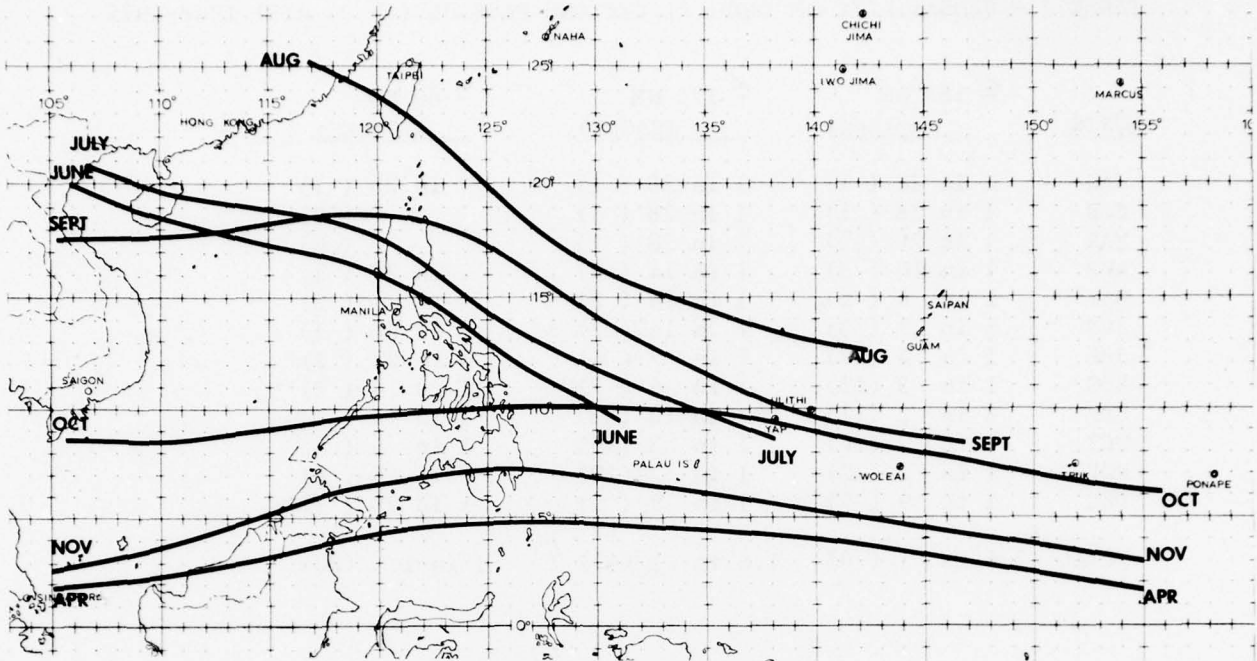 NAHA
CHICHI
JIMA
AUG
TAIPEI
25°
IWO JIMA
MARCUS
105°
110°
115°
HONG KONG
120°
125°
130°
135°
140°
145°
150°
155°
JULY
JUNE
20°
SEPT
15°
SAIPAN
MANILA
GUAM
AUG
SAIGON
ULITHI
10°
OCT
YAP
JUNE
SEPT
JULY
PALAU IS
WOLEAI
TRUK
PONAPE
OCT
5°
NOV
NOV
APR
APR
0°